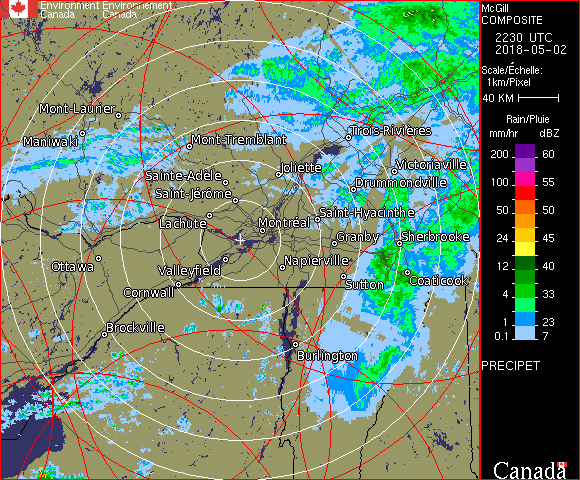 Environment Environnement
Canada Canada
McGill
COMPOSITE
2230 UTC
2018-05-02
Scale/Échelle:
1km/Pixel
40 KM
Rain/Pluie
mm/hr dBZ
200 60
100 55
50 50
24 45
12 40
4 33
1 23
0.1 7
PRECIPET
Canada
Mont-Laurier
Maniwaki
Mont-Tremblant
Trois-Rivières
Sainte-Adèle
Joliette
Victoriaville
Saint-Jérôme
Drummondville
Lachute
Montréal
Saint-Hyacinthe
Granby
Sherbrooke
Ottawa
Valleyfield
Napierville
Cornwall
Sutton
Coaticook
Brockville
Burlington